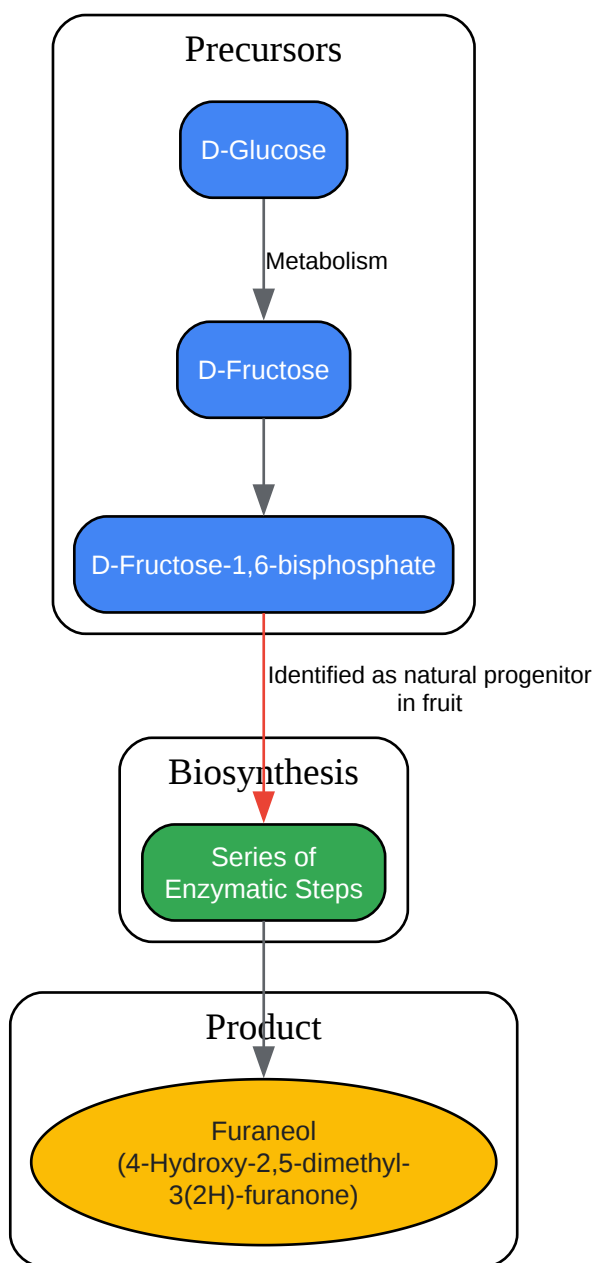 Precursors
D-Glucose
Metabolism
D-Fructose
D-Fructose-1,6-bisphosphate
Identified as natural progenitor
in fruit
Biosynthesis
Series of
Enzymatic Steps
Product
Furaneol
(4-Hydroxy-2,5-dimethyl-
3(2H)-furanone)